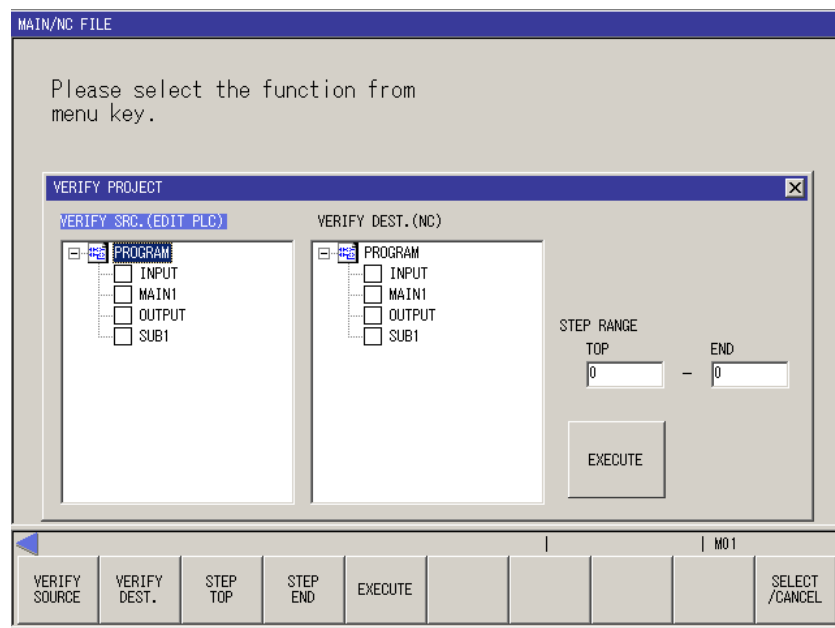 MAIN/NC FILE
Please select the function from
menu key.
VERIFY PROJECT
VERIFY SRC.(EDIT PLC)
VERIFY DEST.(NC)
PROGRAM
INPUT
MAIN1
OUTPUT
SUB1
PROGRAM
INPUT
MAIN1
OUTPUT
SUB1
STEP RANGE
TOP
END
0
–
0
EXECUTE
M01
VERIFY
SOURCE
VERIFY
DEST.
STEP
TOP
STEP
END
EXECUTE
SELECT
/CANCEL